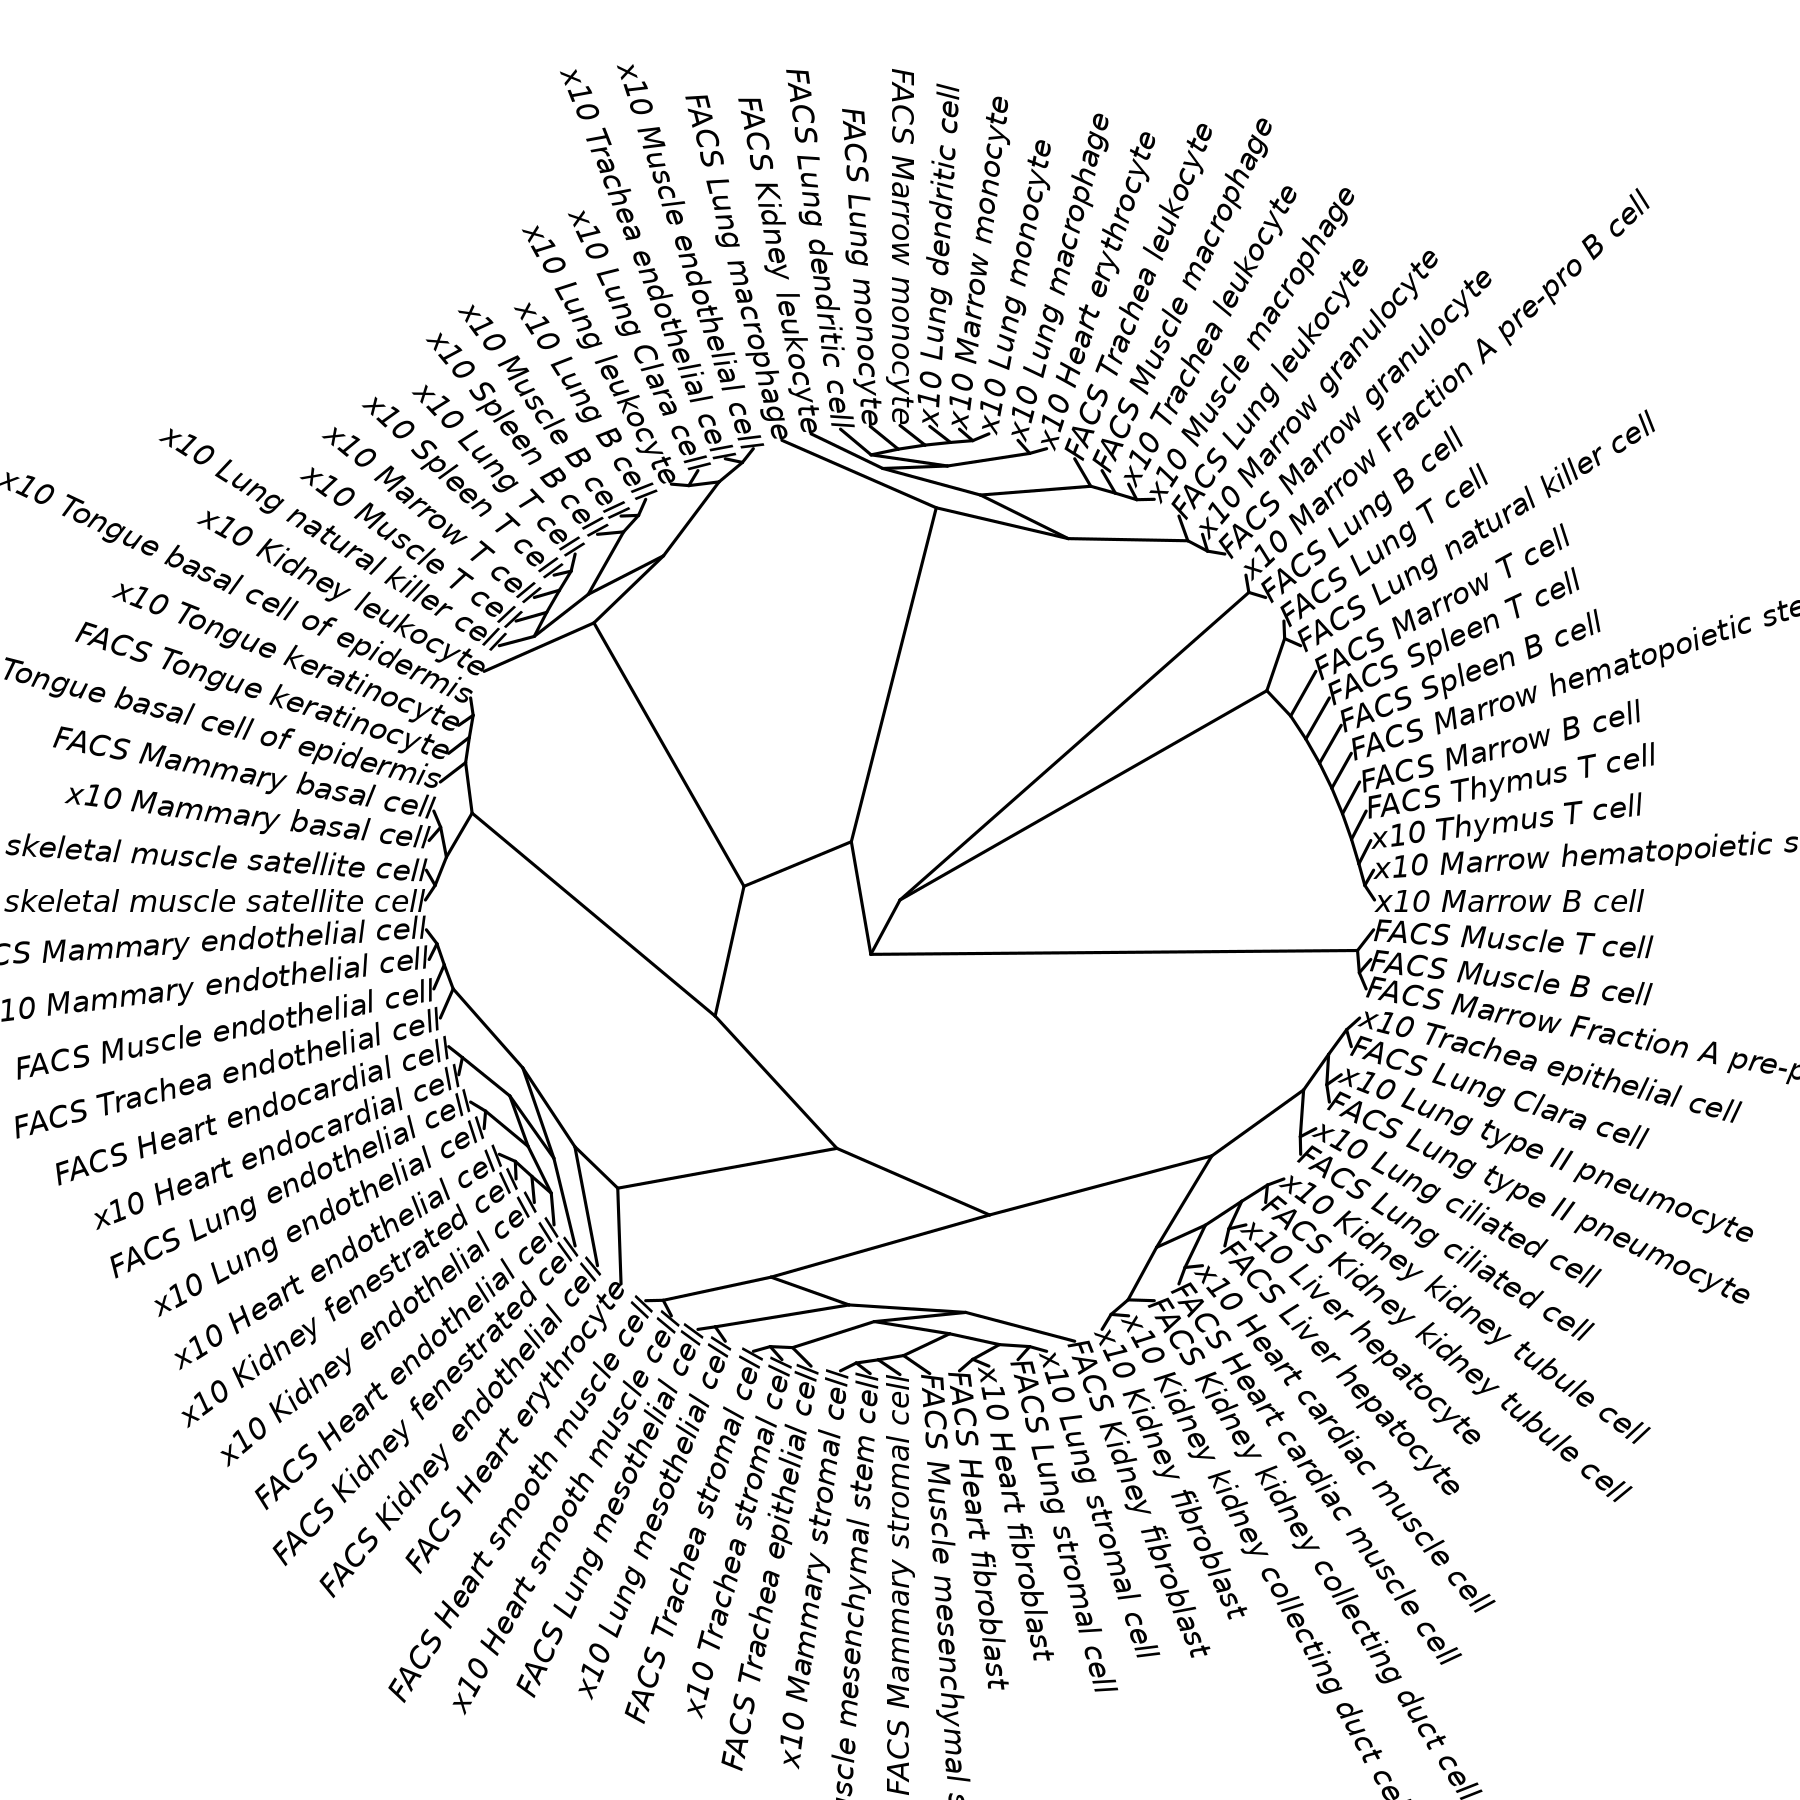 x10 Marrow B cell
x10 Marrow hematopoietic s
x10 Thymus T cell
FACS Thymus T cell
FACS Marrow B cell
FACS Marrow hematopoietic ste
FACS Spleen B cell
FACS Spleen T cell
FACS Marrow T cell
FACS Lung natural killer cell
FACS Lung T cell
FACS Lung B cell
x10 Marrow Fraction A pre-pro B cell
FACS Marrow granulocyte
x10 Marrow granulocyte
FACS Lung leukocyte
x10 Muscle macrophage
x10 Trachea leukocyte
FACS Muscle macrophage
FACS Trachea leukocyte
x10 Heart erythrocyte
x10 Lung macrophage
x10 Lung monocyte
x10 Marrow monocyte
x10 Lung dendritic cell
FACS Marrow monocyte
FACS Lung monocyte
FACS Lung dendritic cell
FACS Kidney leukocyte
FACS Lung macrophage
x10 Muscle endothelial cell
x10 Trachea endothelial cell
x10 Lung Clara cell
x10 Lung leukocyte
x10 Lung B cell
x10 Muscle B cell
x10 Spleen B cell
x10 Lung T cell
x10 Spleen T cell
x10 Marrow T cell
x10 Muscle T cell
x10 Lung natural killer cell
x10 Kidney leukocyte
x10 Tongue basal cell of epidermis
x10 Tongue keratinocyte
FACS Tongue keratinocyte
Tongue basal cell of epidermis
FACS Mammary basal cell
x10 Mammary basal cell
skeletal muscle satellite cell
skeletal muscle satellite cell
CS Mammary endothelial cell
10 Mammary endothelial cell
FACS Muscle endothelial cell
FACS Trachea endothelial cell
FACS Heart endocardial cell
x10 Heart endocardial cell
FACS Lung endothelial cell
x10 Lung endothelial cell
x10 Heart endothelial cell
x10 Kidney fenestrated cell
x10 Kidney endothelial cell
FACS Heart endothelial cell
FACS Kidney fenestrated cell
FACS Kidney endothelial cell
FACS Heart erythrocyte
FACS Heart smooth muscle cell
x10 Heart smooth muscle cell
FACS Lung mesothelial cell
x10 Lung mesothelial cell
FACS Trachea stromal cell
x10 Trachea stromal cell
FACS Trachea epithelial cell
x10 Mammary stromal cell
uscle mesenchymal stem cell
FACS Mammary stromal cell
FACS Muscle mesenchymal s
FACS Heart fibroblast
x10 Heart fibroblast
FACS Lung stromal cell
x10 Lung stromal cell
FACS Kidney fibroblast
x10 Kidney fibroblast
x10 Kidney kidney collecting duct ce
FACS Kidney kidney collecting duct cell
FACS Heart cardiac muscle cell
x10 Heart cardiac muscle cell
FACS Liver hepatocyte
x10 Liver hepatocyte
FACS Kidney kidney tubule cell
x10 Kidney kidney tubule cell
FACS Lung ciliated cell
x10 Lung ciliated cell
FACS Lung type II pneumocyte
x10 Lung type II pneumocyte
FACS Lung Clara cell
x10 Trachea epithelial cell
FACS Marrow Fraction A pre-p
FACS Muscle B cell
FACS Muscle T cell